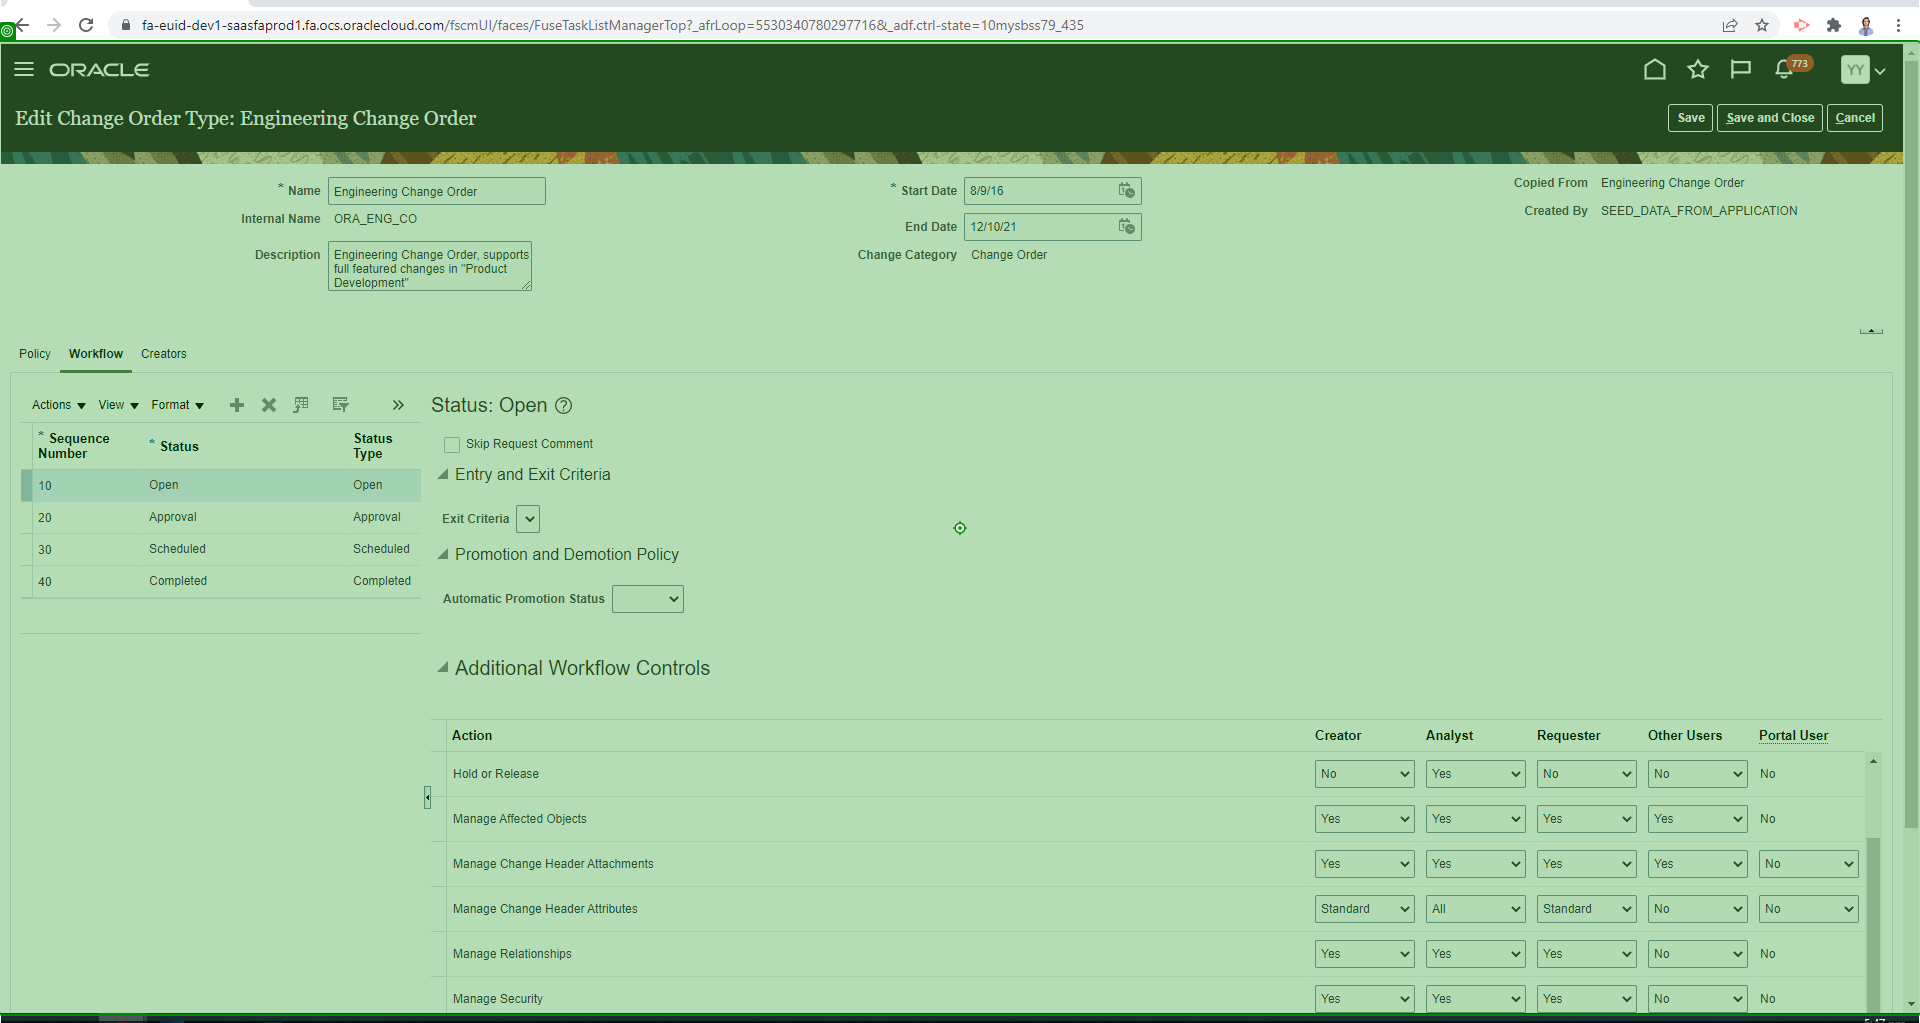 fa-euid-dev1-saasfaprod1.fa.ocs.oraclecloud.com/fscmUI/faces/FuseTaskListManagerTop?_afrLoop=5530340780297716&_adf.ctrl-state=10mysbss79_435
ORACLE
773
YY
Edit Change Order Type: Engineering Change Order
Save
Save and Close
Cancel
* Name Engineering Change Order
Internal Name ORA_ENG_CO
Description Engineering Change Order, supports
full featured changes in "Product
Development"
* Start Date 8/9/16
End Date 12/10/21
Change Category Change Order
Copied From Engineering Change Order
Created By SEED_DATA_FROM_APPLICATION
Policy Workflow Creators
Actions View Format
* Sequence Number * Status Status Type
10 Open Open
20 Approval Approval
30 Scheduled Scheduled
40 Completed Completed
Status: Open ?
Skip Request Comment
Entry and Exit Criteria
Exit Criteria
Promotion and Demotion Policy
Automatic Promotion Status
Additional Workflow Controls
Action Creator Analyst Requester Other Users Portal User
Hold or Release No Yes No No No
Manage Affected Objects Yes Yes Yes Yes No
Manage Change Header Attachments Yes Yes Yes Yes No
Manage Change Header Attributes Standard All Standard No No
Manage Relationships Yes Yes Yes No No
Manage Security Yes Yes Yes No No